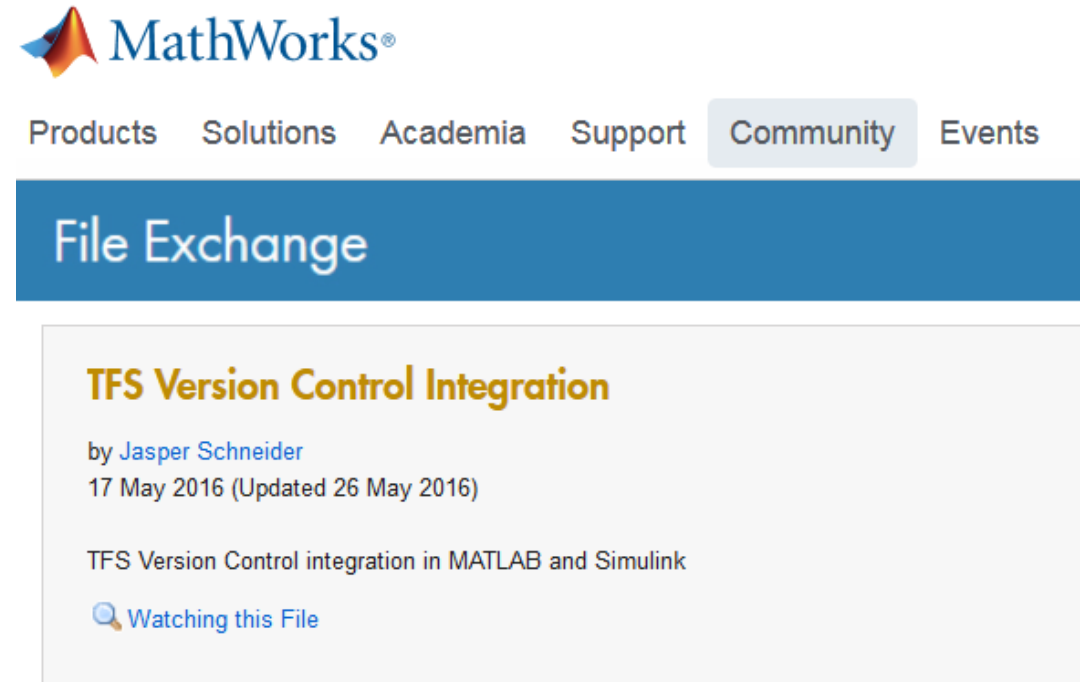 MathWorks®
Products Solutions Academia Support Community Events
File Exchange
TFS Version Control Integration
by Jasper Schneider
17 May 2016 (Updated 26 May 2016)
TFS Version Control integration in MATLAB and Simulink
Watching this File